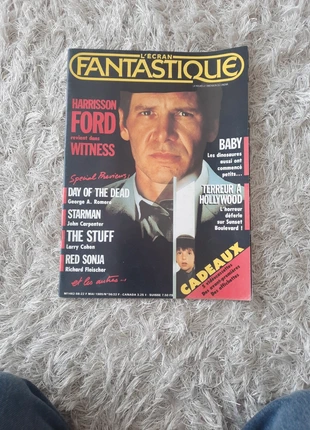 L'ECRAN
FANTASTIQUE
HARRISSON
FORD
revient dans
WITNESS
Special Preview:
DAY OF THE DEAD
George A. Romero
STARMAN
John Carpenter
THE STUFF
Larry Cohen
RED SONJA
Richard Fleischer
et les autres...
BABY
Les dinosaures
aussi ont
commencé
petits...
TERREUR A
HOLLYWOOD
L'horreur
déferle
sur Sunset
Boulevard !
CADEAUX